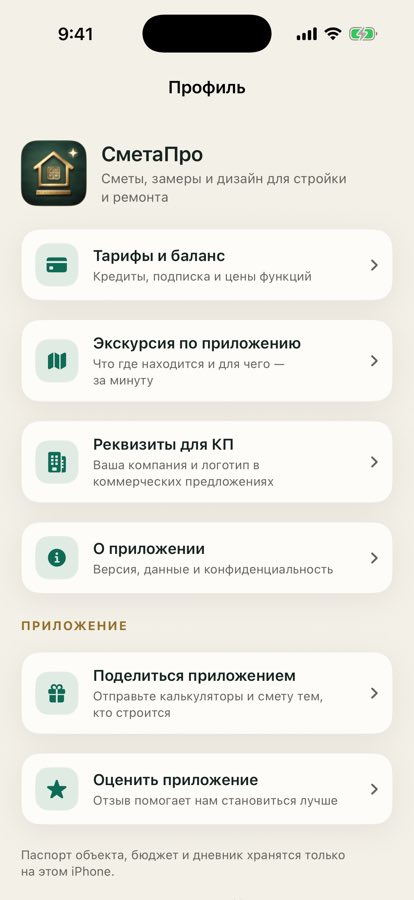 9:41
Профиль
СметаПро
Сметы, замеры и дизайн для стройки
и ремонта
Тарифы и баланс
Кредиты, подписка и цены функций
Экскурсия по приложению
Что где находится и для чего —
за минуту
Реквизиты для КП
Ваша компания и логотип в
коммерческих предложениях
О приложении
Версия, данные и конфиденциальность
ПРИЛОЖЕНИЕ
Поделиться приложением
Отправьте калькуляторы и смету тем,
кто строится
Оценить приложение
Отзыв помогает нам становиться лучше
Паспорт объекта, бюджет и дневник хранятся только
на этом iPhone.